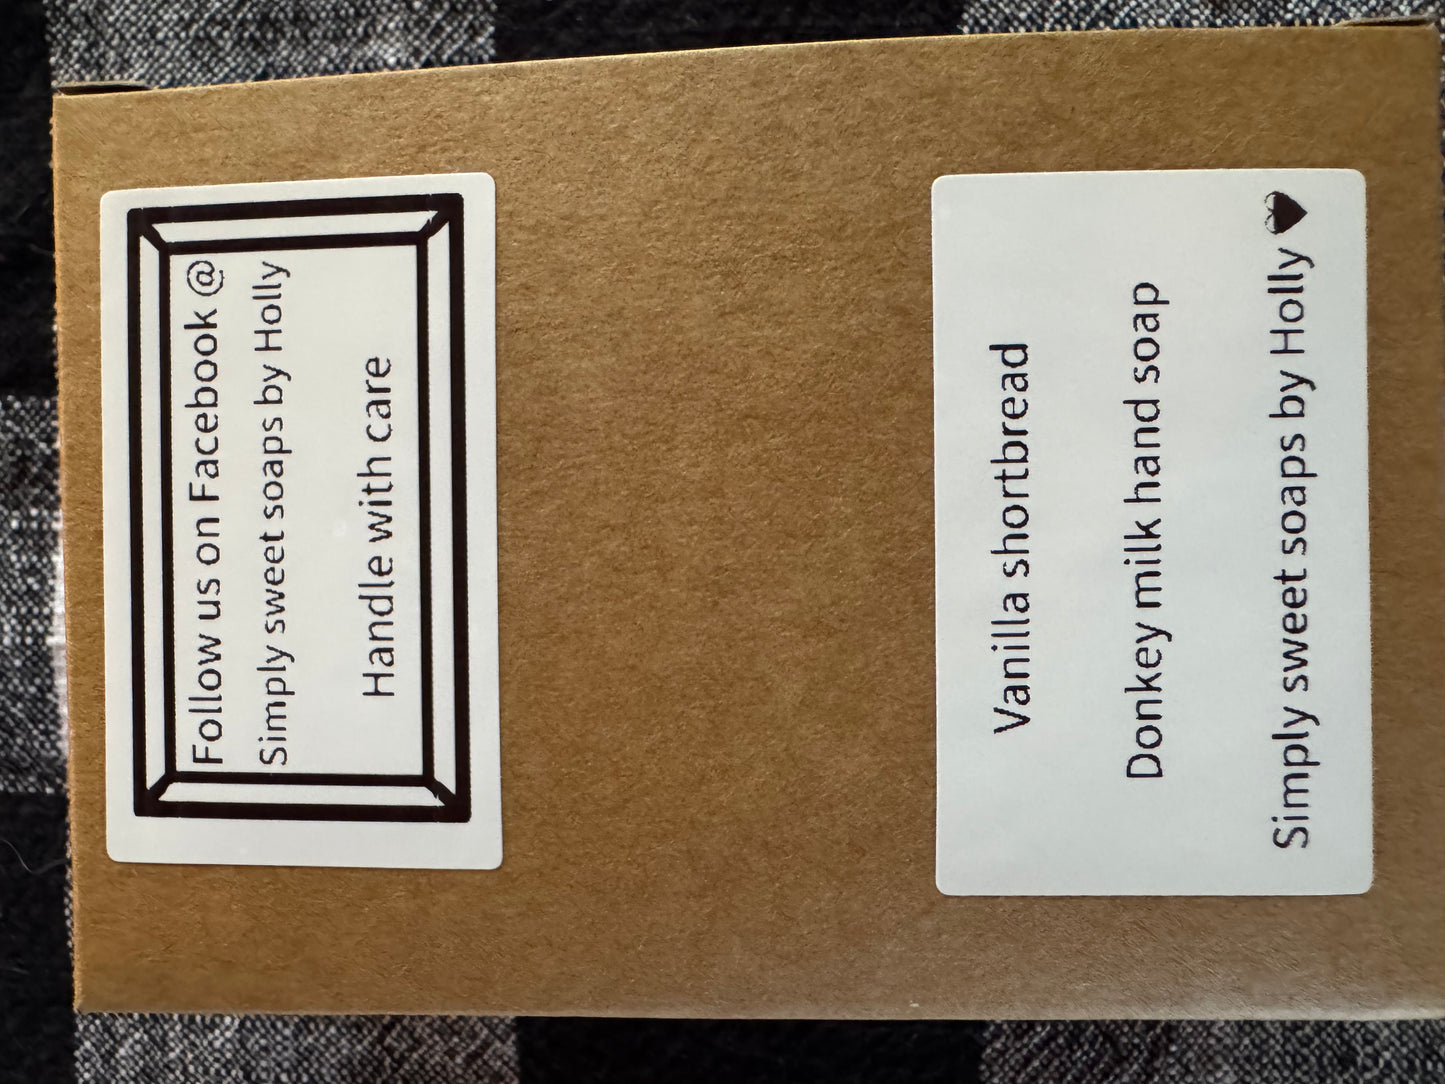 Follow us on Facebook @
Simply sweet soaps by Holly
Handle with care
Vanilla shortbread
Donkey milk hand soap
Simply sweet soaps by Holly ♥